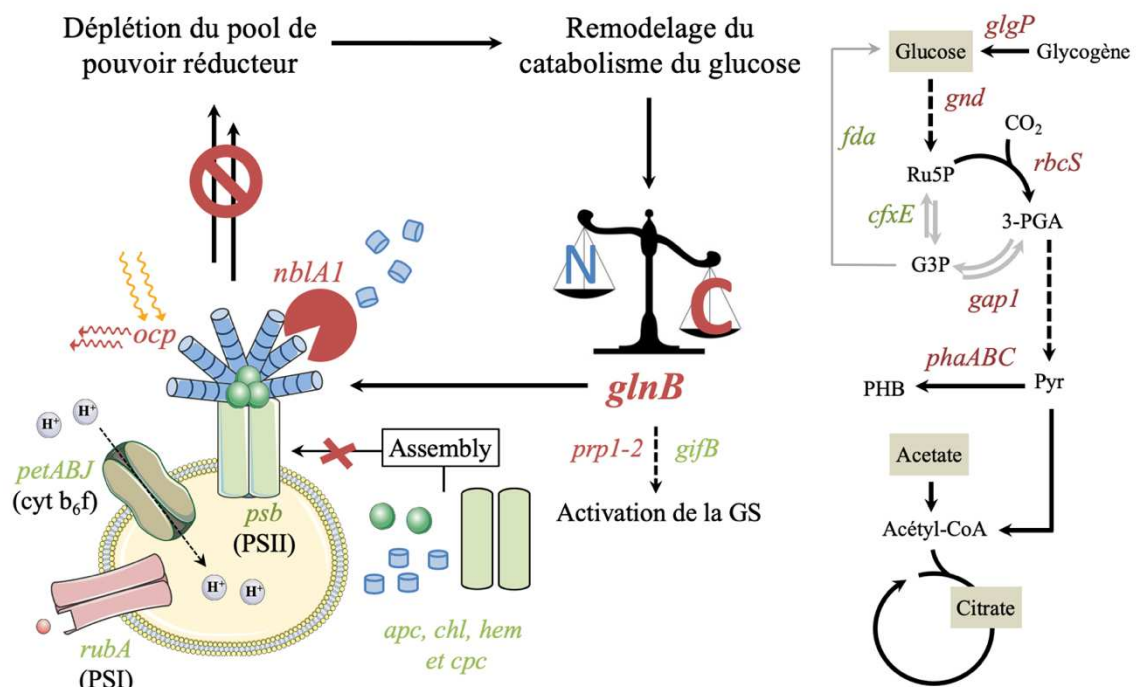 Déplétion du pool de
pouvoir réducteur
Remodelage du
catabolisme du glucose
nblA1
ocp
N
C
glnB
H⁺
H⁺
petABJ
(cyt b₆f)
psb
(PSII)
H⁺
H⁺
rubA
(PSI)
Assembly
apc, chl, hem
et cpc
prp1-2
gifB
Activation de la GS
glgP
Glucose
Glycogène
gnd
fda
CO₂
rbcS
Ru5P
cfxE
3-PGA
G3P
gap1
phaABC
PHB
Pyr
Acetate
Acétyl-CoA
Citrate